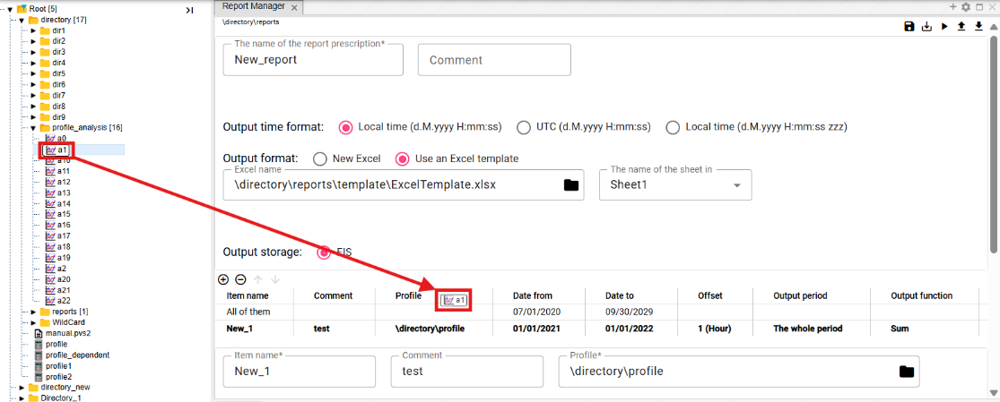 Root [5]
directory [17]
dir1
dir2
dir3
dir4
dir5
dir6
dir7
dir8
dir9
profile_analysis [16]
a0
a1
a10
a11
a12
a13
a14
a15
a16
a17
a18
a19
a2
a20
a21
a22
reports [1]
WildCard
manual.pvs2
profile
profile_dependent
profile1
profile2
directory_new
Directory_1
Report Manager
\directory\reports
The name of the report prescription*
New_report
Comment
Output time format: Local time (d.M.yyyy H:mm:ss) UTC (d.M.yyyy H:mm:ss) Local time (d.M.yyyy H:mm:ss zzz)
Output format: New Excel Use an Excel template
Excel name The name of the sheet in
\directory\reports\template\ExcelTemplate.xlsx Sheet1
Output storage: EIS
Item name Comment Profile a1 Date from Date to Offset Output period Output function
All of them 07/01/2020 09/30/2029
New_1 test \directory\profile 01/01/2021 01/01/2022 1 (Hour) The whole period Sum
Item name* Comment Profile*
New_1 test \directory\profile